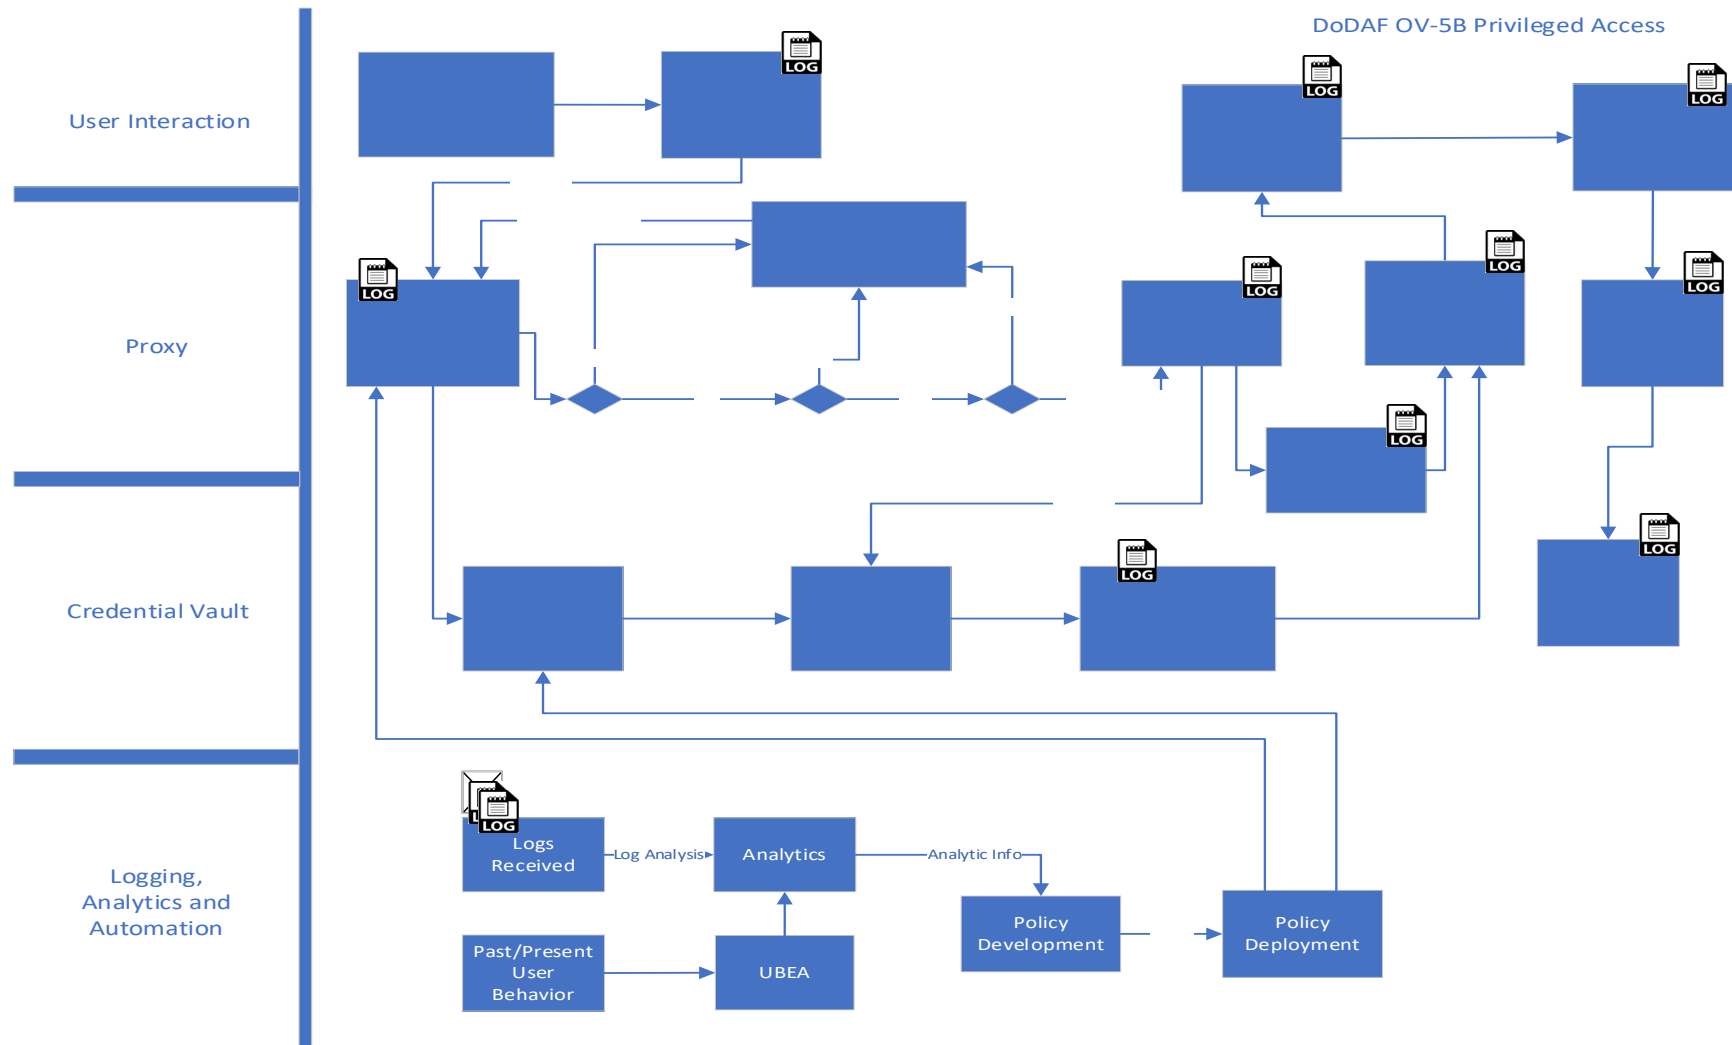 DoDAF OV-5B Privileged Access
LOG
LOG
LOG
User Interaction
LOG
LOG
LOG
LOG
LOG
Proxy
LOG
LOG
LOG
Credential Vault
LOG
Logs
Received
Log Analysis
Analytics
Analytic Info
Logging,
Analytics and
Automation
Policy
Development
Policy
Deployment
Past/Present
User
Behavior
UBEA